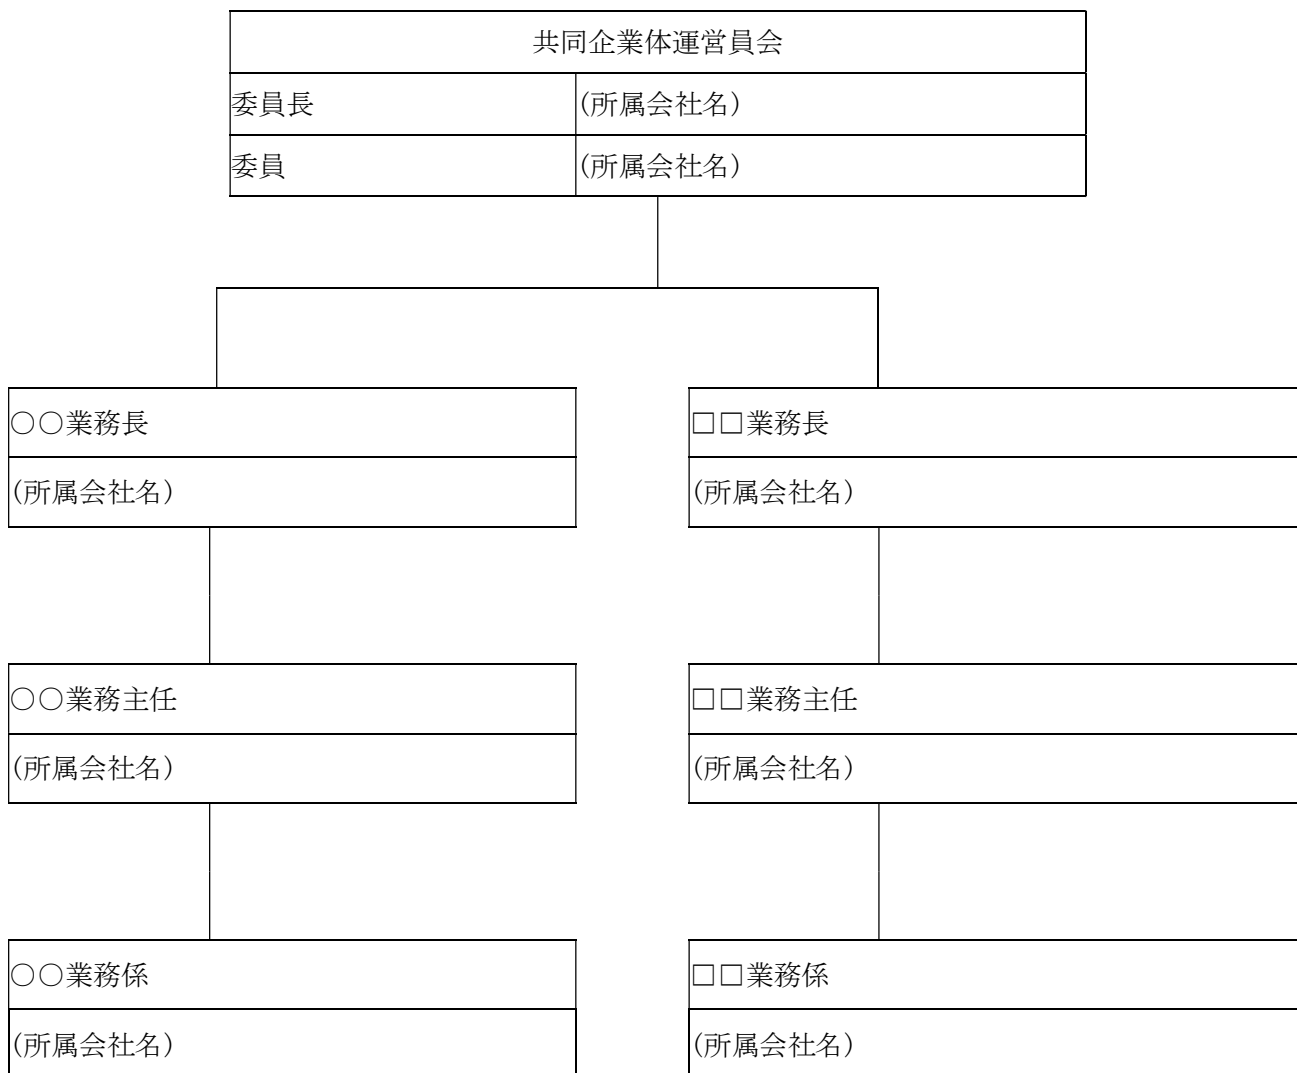 共同企業体運営員会
委員長 (所属会社名)
委員 (所属会社名)
○○業務長
(所属会社名)
□□業務長
(所属会社名)
○○業務主任
(所属会社名)
□□業務主任
(所属会社名)
○○業務係
(所属会社名)
□□業務係
(所属会社名)